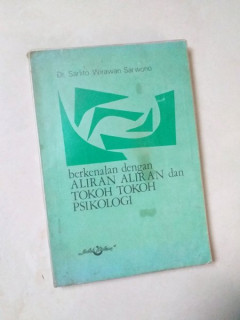 Dr. Sarlito Wirawan Sarwono
berkenalan dengan
ALIRAN ALIRAN dan
TOKOH TOKOH
PSIKOLOGI